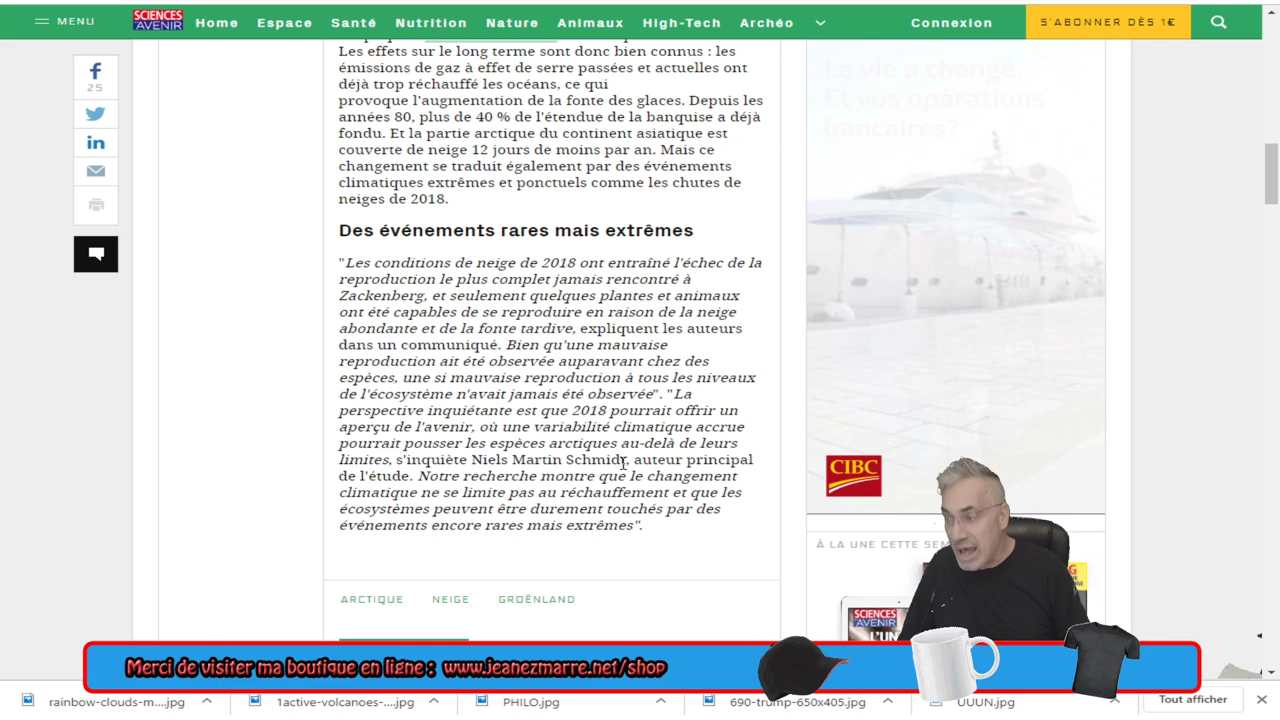 MENU
SCIENCES
AVENIR
Home Espace Santé Nutrition Nature Animaux High-Tech Archéo
Connexion
S'ABONNER DÈS 1€
25
Les effets sur le long terme sont donc bien connus : les
émissions de gaz à effet de serre passées et actuelles ont
déjà trop réchauffé les océans, ce qui
provoque l'augmentation de la fonte des glaces. Depuis les
années 80, plus de 40 % de l'étendue de la banquise a déjà
fondu. Et la partie arctique du continent asiatique est
couverte de neige 12 jours de moins par an. Mais ce
changement se traduit également par des événements
climatiques extrêmes et ponctuels comme les chutes de
neiges de 2018.
Des événements rares mais extrêmes
"Les conditions de neige de 2018 ont entraîné l'échec de la
reproduction le plus complet jamais rencontré à
Zackenberg, et seulement quelques plantes et animaux
ont été capables de se reproduire en raison de la neige
abondante et de la fonte tardive, expliquent les auteurs
dans un communiqué. Bien qu'une mauvaise
reproduction ait été observée auparavant chez des
espèces, une si mauvaise reproduction à tous les niveaux
de l'écosystème n'avait jamais été observée". "La
perspective inquiétante est que 2018 pourrait offrir un
aperçu de l'avenir, où une variabilité climatique accrue
pourrait pousser les espèces arctiques au-delà de leurs
limites, s'inquiète Niels Martin Schmidt, auteur principal
de l'étude. Notre recherche montre que le changement
climatique ne se limite pas au réchauffement et que les
écosystèmes peuvent être durement touchés par des
événements encore rares mais extrêmes".
ARCTIQUE NEIGE GROËNLAND
La vie a changé.
Et vos opérations
bancaires?
CIBC
À LA UNE CETTE SEM
SCIENCES
AVENIR
L'UN
Merci de visiter ma boutique en ligne : www.jeanezmarre.net/shop
rainbow-clouds-m....jpg
1active-volcanoes-....jpg
PHILO.jpg
690-trump-650x405.jpg
UUUN.jpg
Tout afficher